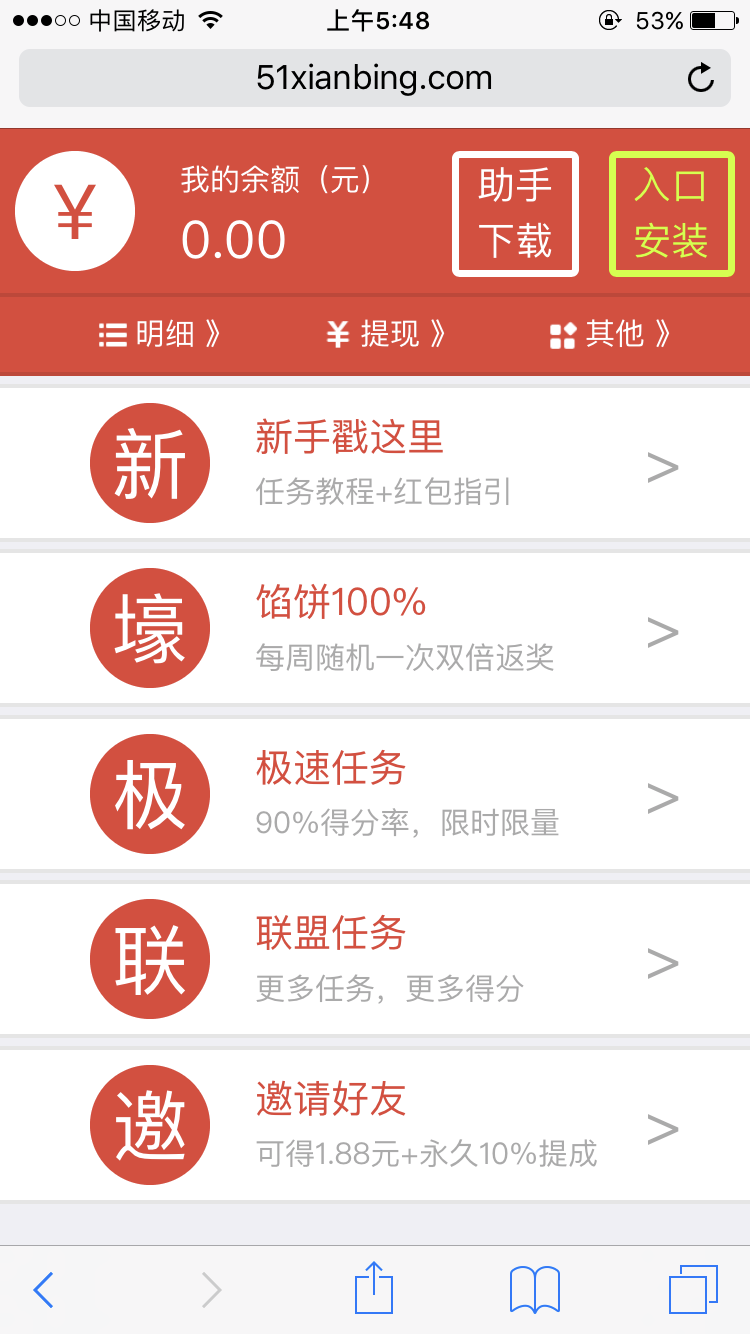 中国移动
上午5:48
53%
51xianbing.com
¥
我的余额（元）
0.00
助手
下载
入口
安装
明细 》
¥ 提现 》
其他 》
新
新手戳这里
任务教程+红包指引
>
壕
馅饼100%
每周随机一次双倍返奖
>
极
极速任务
90%得分率，限时限量
>
联
联盟任务
更多任务，更多得分
>
邀
邀请好友
可得1.88元+永久10%提成
>